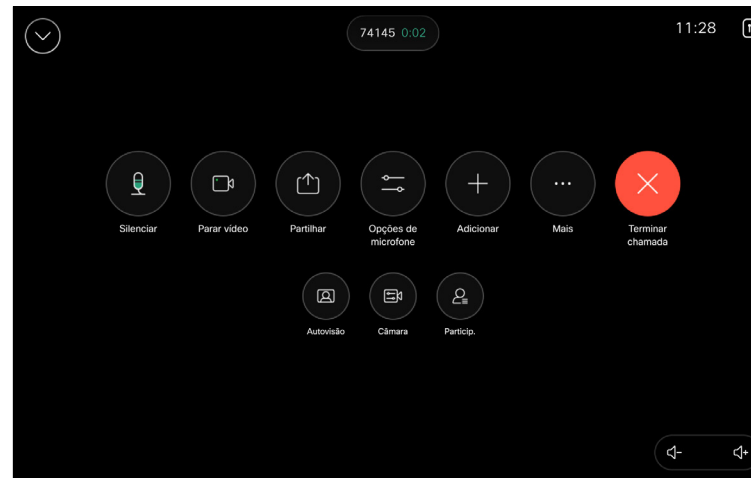 74145 0:02
11:28
Silenciar
Parar vídeo
Partilhar
Opções de
microfone
Adicionar
Mais
Terminar
chamada
Autovisão
Câmara
Particip.